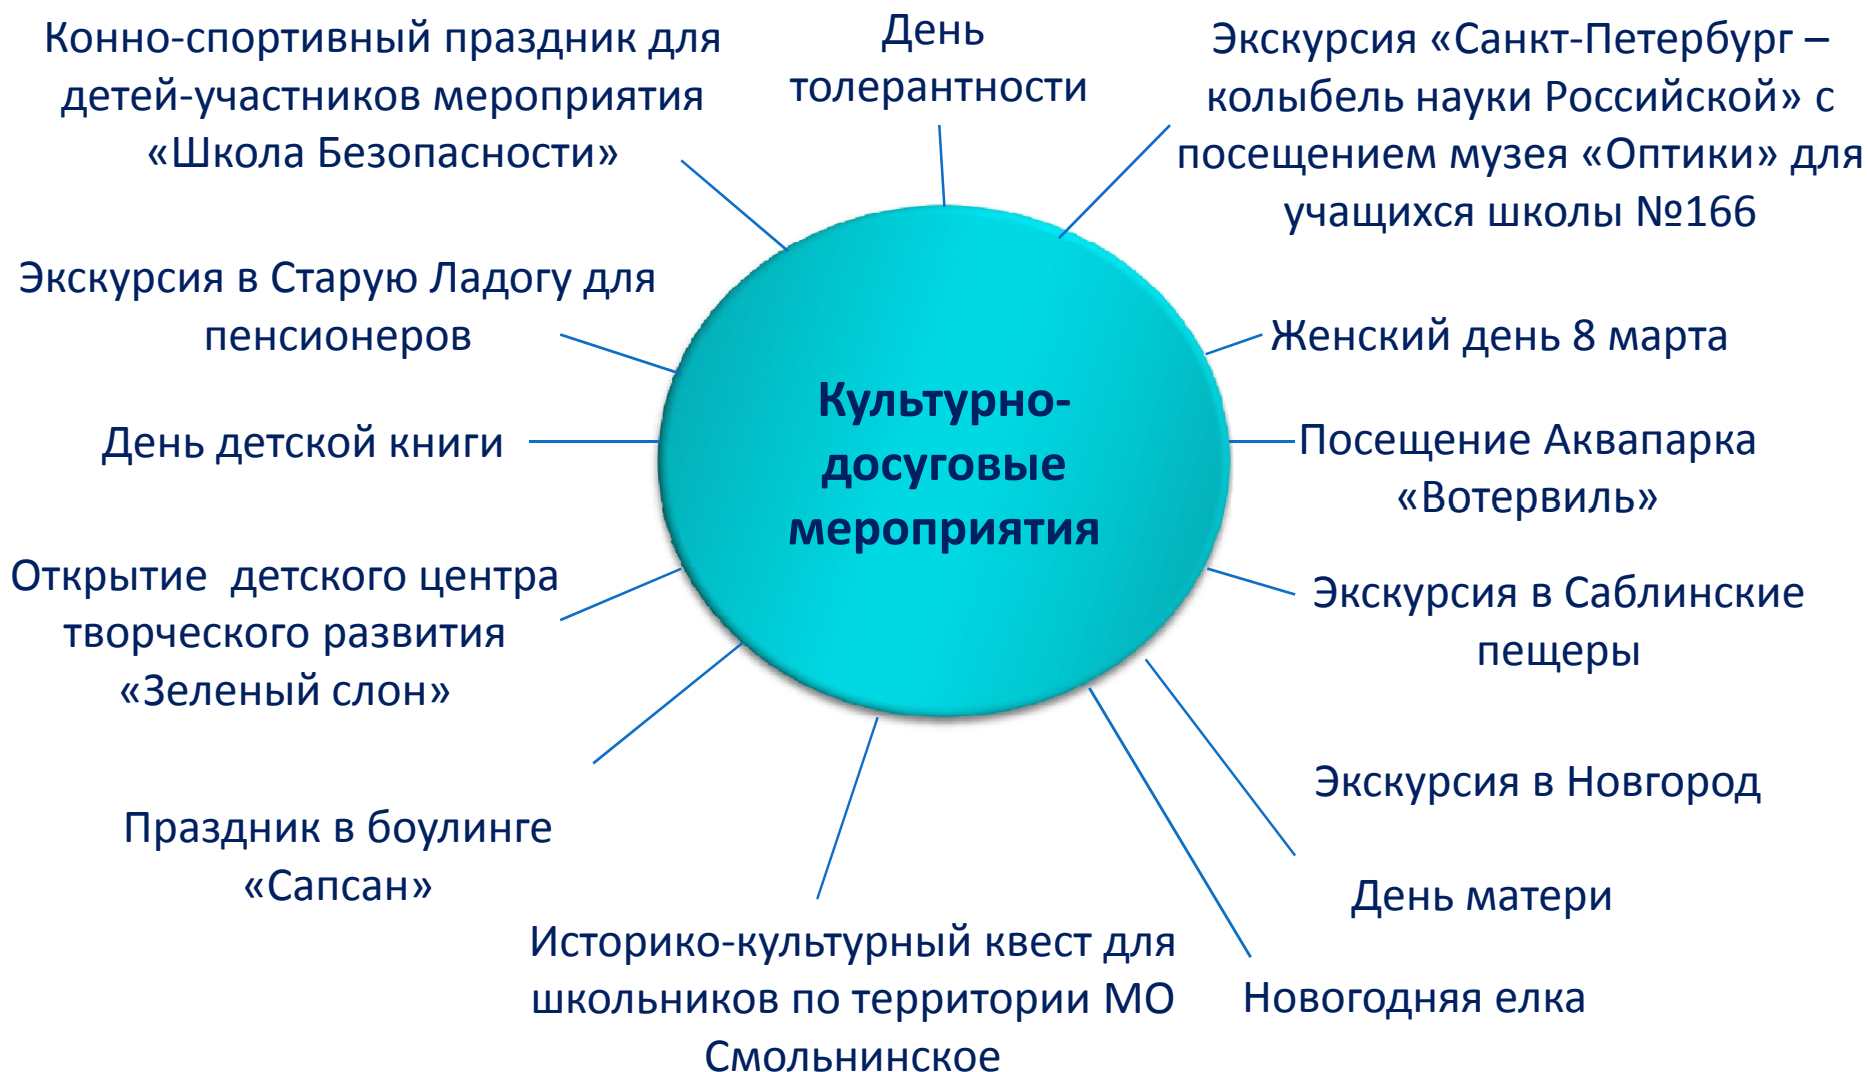 Конно-спортивный праздник для
детей-участников мероприятия
«Школа Безопасности»
День
толерантности
Экскурсия «Санкт-Петербург –
колыбель науки Российской» с
посещением музея «Оптики» для
учащихся школы №166
Экскурсия в Старую Ладогу для
пенсионеров
Женский день 8 марта
День детской книги
Культурно-
досуговые
мероприятия
Посещение Аквапарка
«Вотервиль»
Открытие  детского центра
творческого развития
«Зеленый слон»
Экскурсия в Саблинские
пещеры
Праздник в боулинге
«Сапсан»
Экскурсия в Новгород
День матери
Историко-культурный квест для
школьников по территории МО
Смольнинское
Новогодняя елка